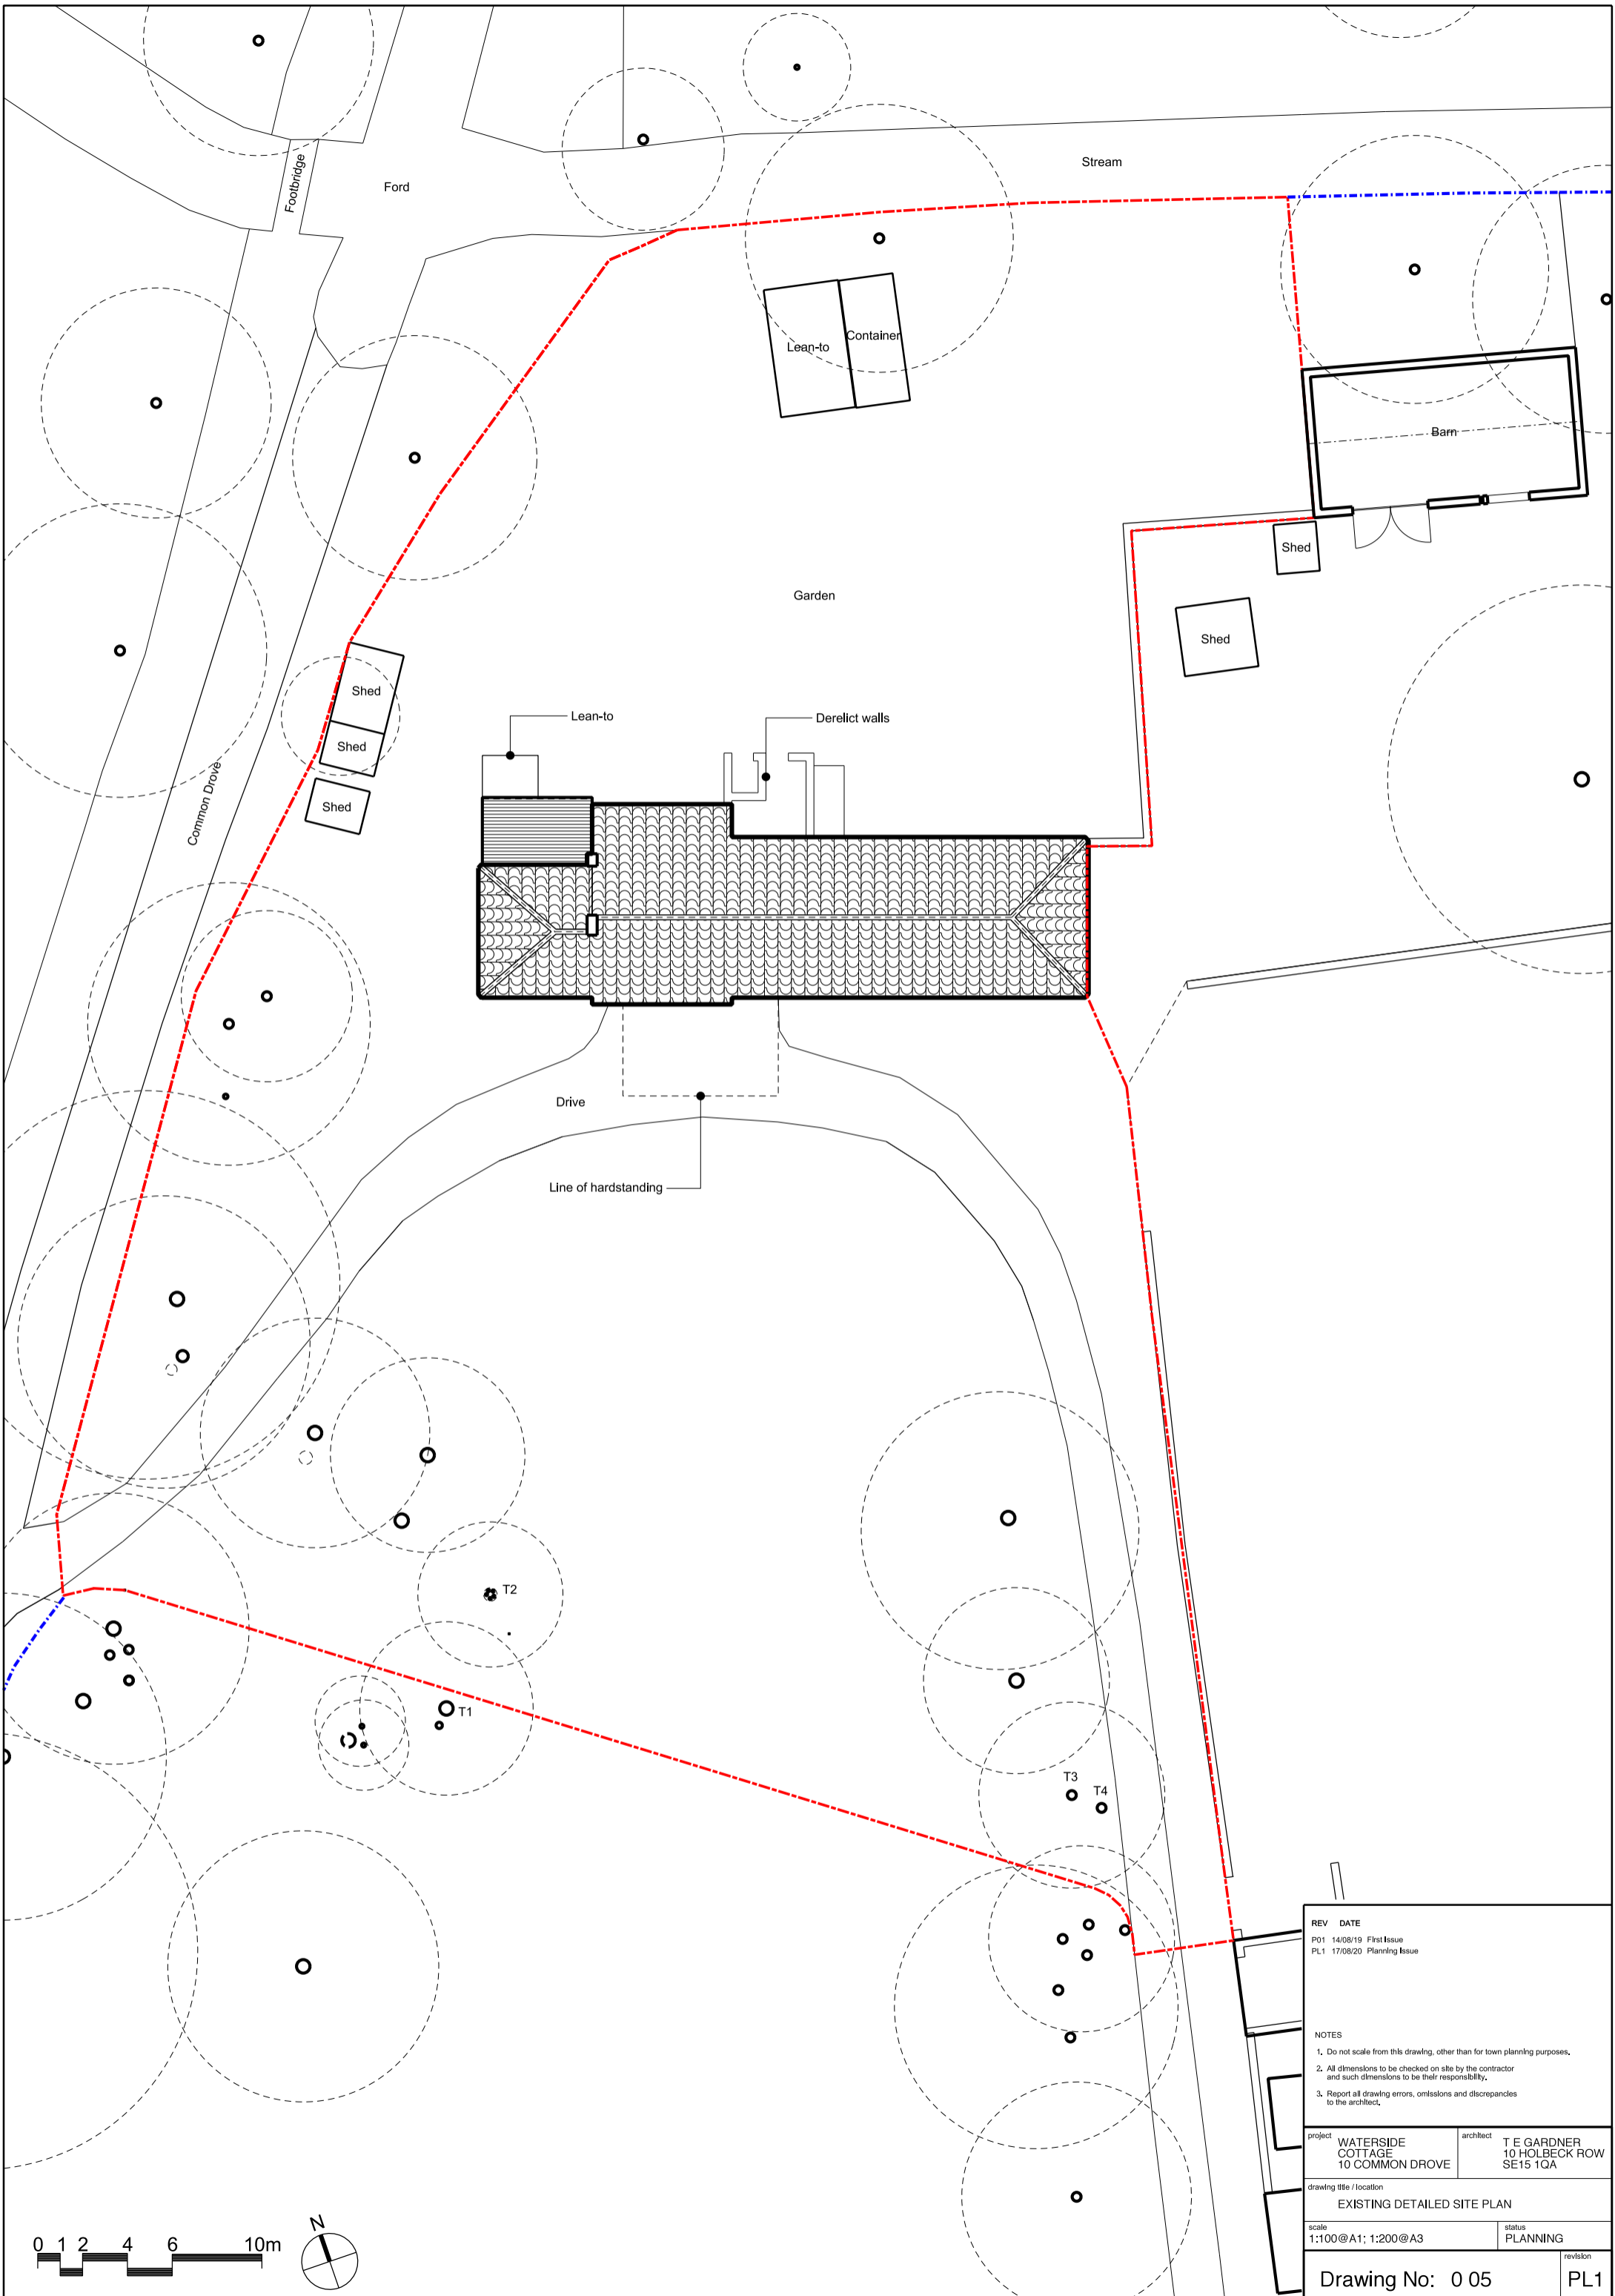 Footbridge
Ford
Stream
Lean-to
Container
Barn
Shed
Garden
Shed
Shed
Lean-to
Derelict walls
Shed
Common Drove
Shed
Drive
Line of hardstanding
T2
T1
T3
T4
REV DATE
P01 14/08/19 First Issue
PL1 17/08/20 Planning Issue
NOTES
1. Do not scale from this drawing, other than for town planning purposes.
2. All dimensions to be checked on site by the contractor
and such dimensions to be their responsibility.
3. Report all drawing errors, omissions and discrepancies
to the architect.
project
WATERSIDE
COTTAGE
10 COMMON DROVE
architect
T E GARDNER
10 HOLBECK ROW
SE15 1QA
drawing title / location
EXISTING DETAILED SITE PLAN
scale
1:100@A1; 1:200@A3
status
PLANNING
Drawing No: 0 05
revision
PL1
0 1 2 4 6 10m
N